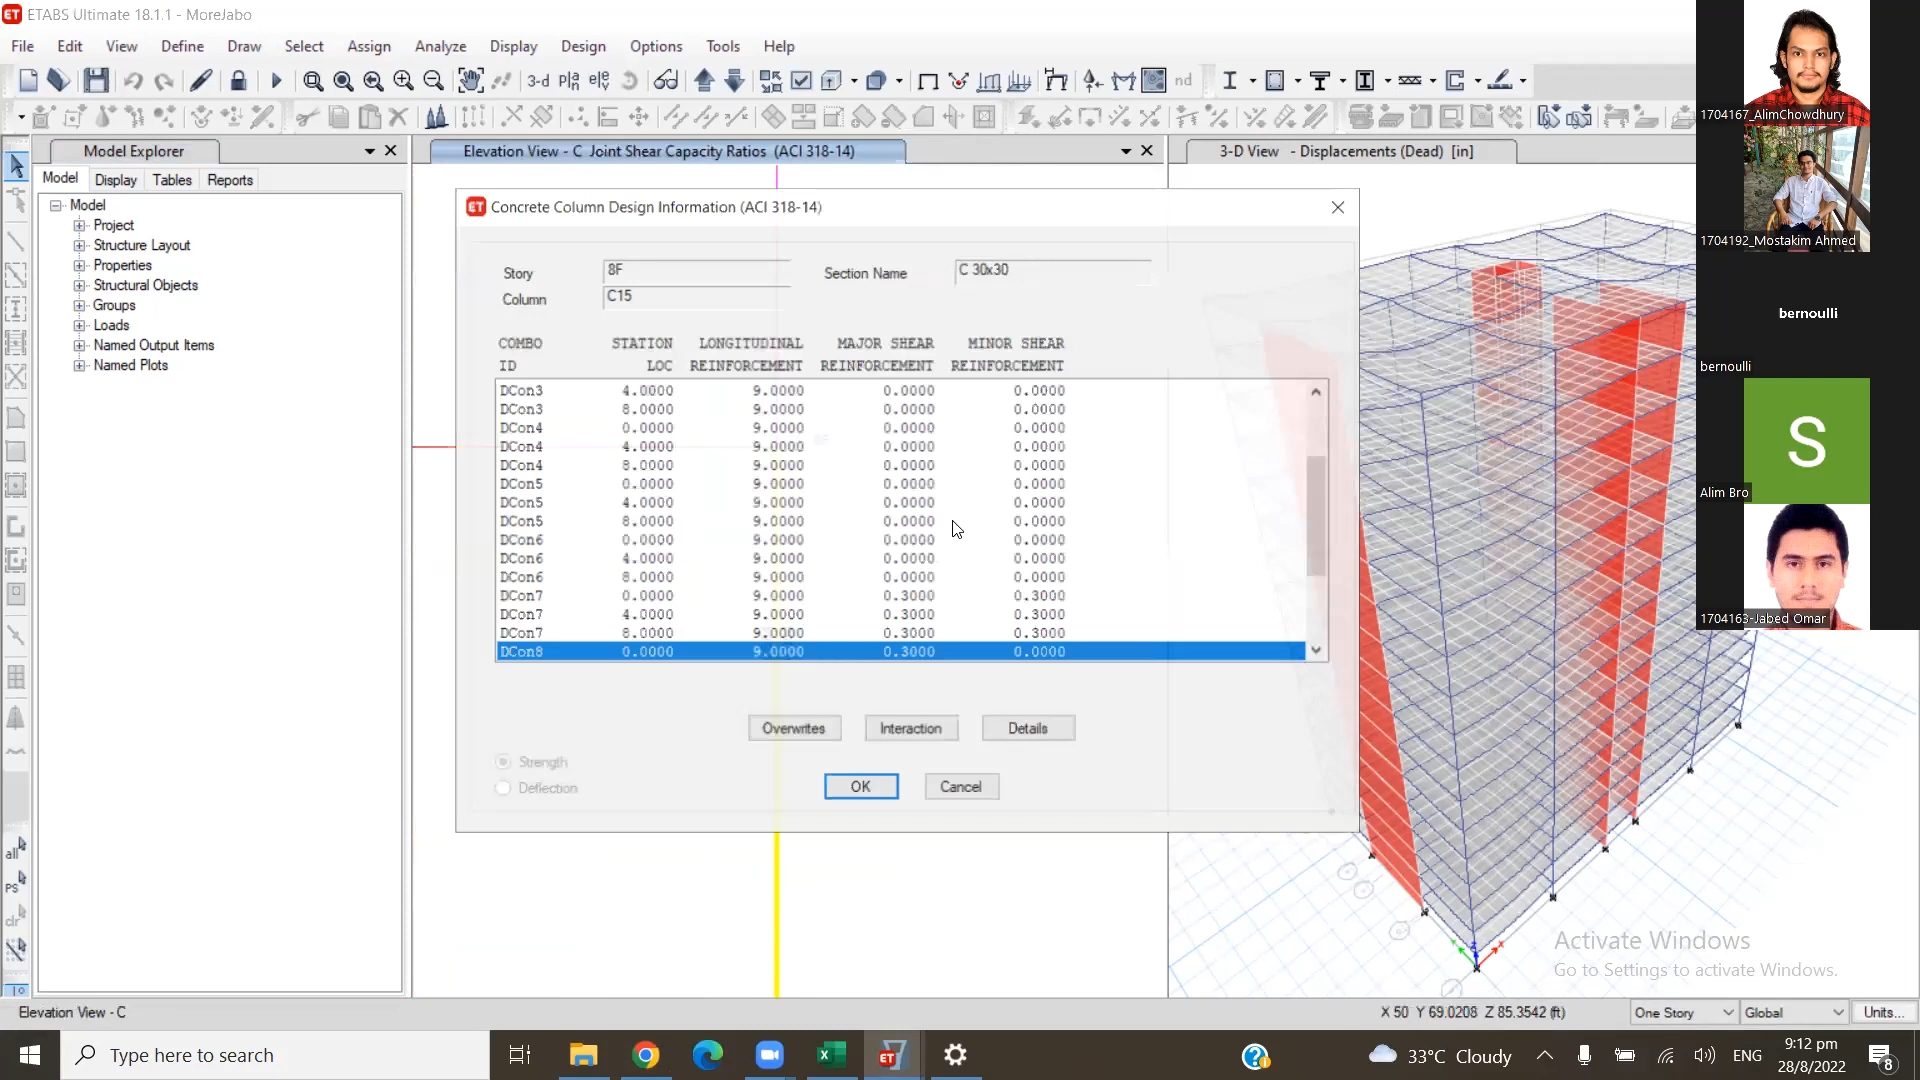 ETABS Ultimate 18.1.1 - MoreJabo
File Edit View Define Draw Select Assign Analyze Display Design Options Tools Help
3-d
nd
Model Explorer
Elevation View - C Joint Shear Capacity Ratios (ACI 318-14)
3-D View - Displacements (Dead) [in]
Model Display Tables Reports
Model
Project
Structure Layout
Properties
Structural Objects
Groups
Loads
Named Output Items
Named Plots
Concrete Column Design Information (ACI 318-14)
Story 8F Section Name C 30x30
Column C15
COMBO STATION LONGITUDINAL MAJOR SHEAR MINOR SHEAR
ID LOC REINFORCEMENT REINFORCEMENT REINFORCEMENT
DCon3 4.0000 9.0000 0.0000 0.0000
DCon3 8.0000 9.0000 0.0000 0.0000
DCon4 0.0000 9.0000 0.0000 0.0000
DCon4 4.0000 9.0000 0.0000 0.0000
DCon4 8.0000 9.0000 0.0000 0.0000
DCon5 0.0000 9.0000 0.0000 0.0000
DCon5 4.0000 9.0000 0.0000 0.0000
DCon5 8.0000 9.0000 0.0000 0.0000
DCon6 0.0000 9.0000 0.0000 0.0000
DCon6 4.0000 9.0000 0.0000 0.0000
DCon6 8.0000 9.0000 0.0000 0.0000
DCon7 0.0000 9.0000 0.3000 0.3000
DCon7 4.0000 9.0000 0.3000 0.3000
DCon7 8.0000 9.0000 0.3000 0.3000
DCon8 0.0000 9.0000 0.3000 0.0000
Overwrites Interaction Details
Strength
Deflection
OK Cancel
1704167_AlimChowdhury
1704192_Mostakim Ahmed
bernoulli
bernoulli
S
Alim Bro
1704163-Jabed Omar
all
PS
clr
Activate Windows
Go to Settings to activate Windows.
Elevation View - C
X 50 Y 69.0208 Z 85.3542 (ft)
One Story Global Units...
Type here to search
33°C Cloudy
ENG
9:12 pm
28/8/2022
8